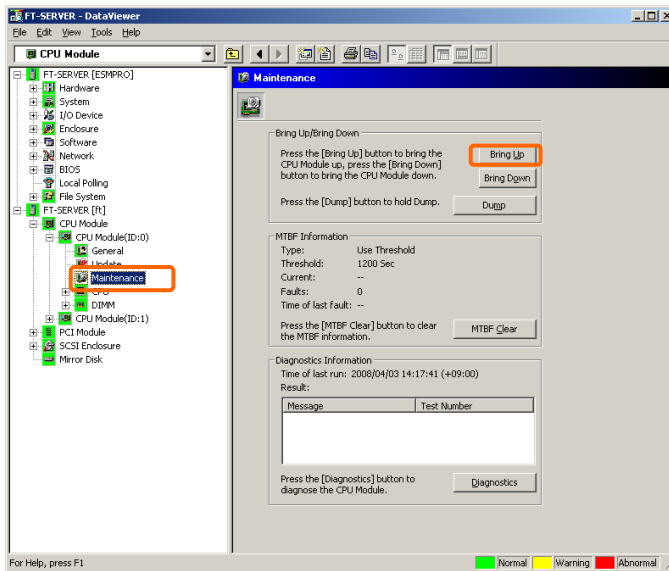 FT-SERVER - DataViewer
File Edit View Tools Help
CPU Module
FT-SERVER [ESMPRO]
Hardware
System
I/O Device
Enclosure
Software
Network
BIOS
Local Polling
File System
FT-SERVER [ft]
CPU Module
CPU Module(ID:0)
General
Update
Maintenance
CPU
DIMM
CPU Module(ID:1)
PCI Module
SCSI Enclosure
Mirror Disk
Maintenance
Bring Up/Bring Down
Press the [Bring Up] button to bring the
CPU Module up, press the [Bring Down]
button to bring the CPU Module down.
Bring Up
Bring Down
Press the [Dump] button to hold Dump.
Dump
MTBF Information
Type: Use Threshold
Threshold: 1200 Sec
Current: --
Faults: 0
Time of last fault: --
Press the [MTBF Clear] button to clear
the MTBF information.
MTBF Clear
Diagnostics Information
Time of last run: 2008/04/03 14:17:41 (+09:00)
Result:
Message Test Number
Press the [Diagnostics] button to
diagnose the CPU Module.
Diagnostics
For Help, press F1
Normal Warning Abnormal